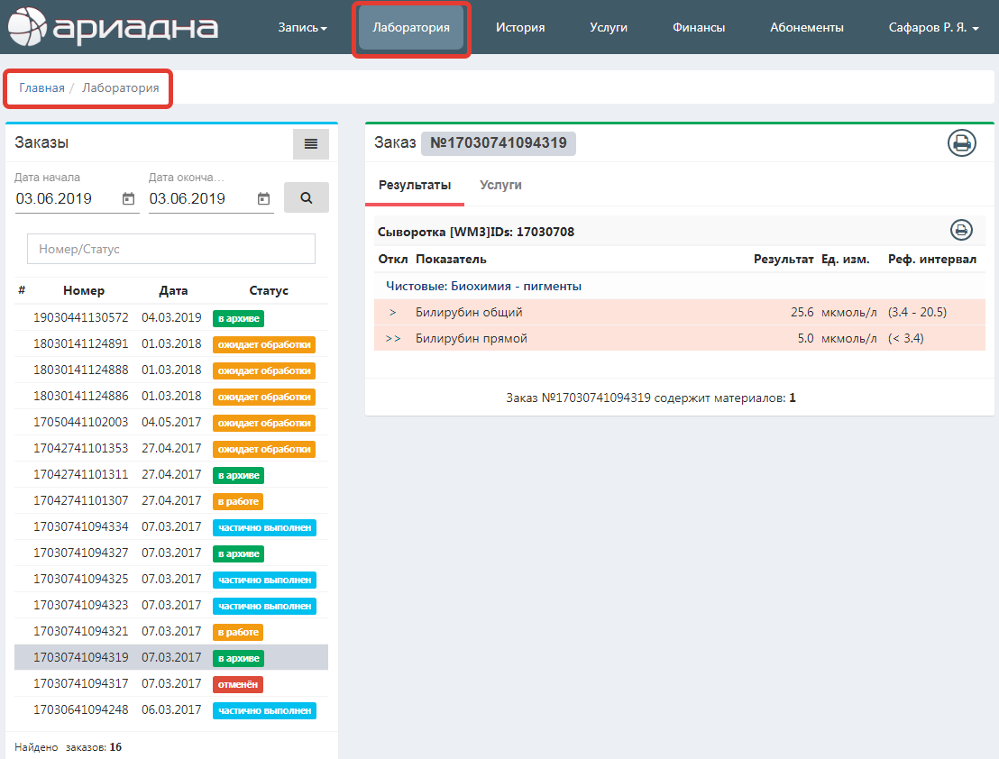 ариадна
Запись Лаборатория История Услуги Финансы Абонементы Сафаров Р. Я.
Главная / Лаборатория
Заказы
Дата начала Дата оконча...
03.06.2019 03.06.2019
Номер/Статус
# Номер Дата Статус
19030441130572 04.03.2019 в архиве
18030141124891 01.03.2018 ожидает обработки
18030141124888 01.03.2018 ожидает обработки
18030141124886 01.03.2018 ожидает обработки
17050441102003 04.05.2017 ожидает обработки
17042741101353 27.04.2017 ожидает обработки
17042741101311 27.04.2017 в архиве
17042741101307 27.04.2017 в работе
17030741094334 07.03.2017 частично выполнен
17030741094327 07.03.2017 в архиве
17030741094325 07.03.2017 частично выполнен
17030741094323 07.03.2017 частично выполнен
17030741094321 07.03.2017 в работе
17030741094319 07.03.2017 в архиве
17030741094317 07.03.2017 отменён
17030641094248 06.03.2017 частично выполнен
Найдено заказов: 16
Заказ №17030741094319
Результаты Услуги
Сыворотка [WM3]IDs: 17030708
Откл Показатель Результат Ед. изм. Реф. интервал
Чистовые: Биохимия - пигменты
> Билирубин общий 25.6 мкмоль/л (3.4 - 20.5)
>> Билирубин прямой 5.0 мкмоль/л (< 3.4)
Заказ №17030741094319 содержит материалов: 1